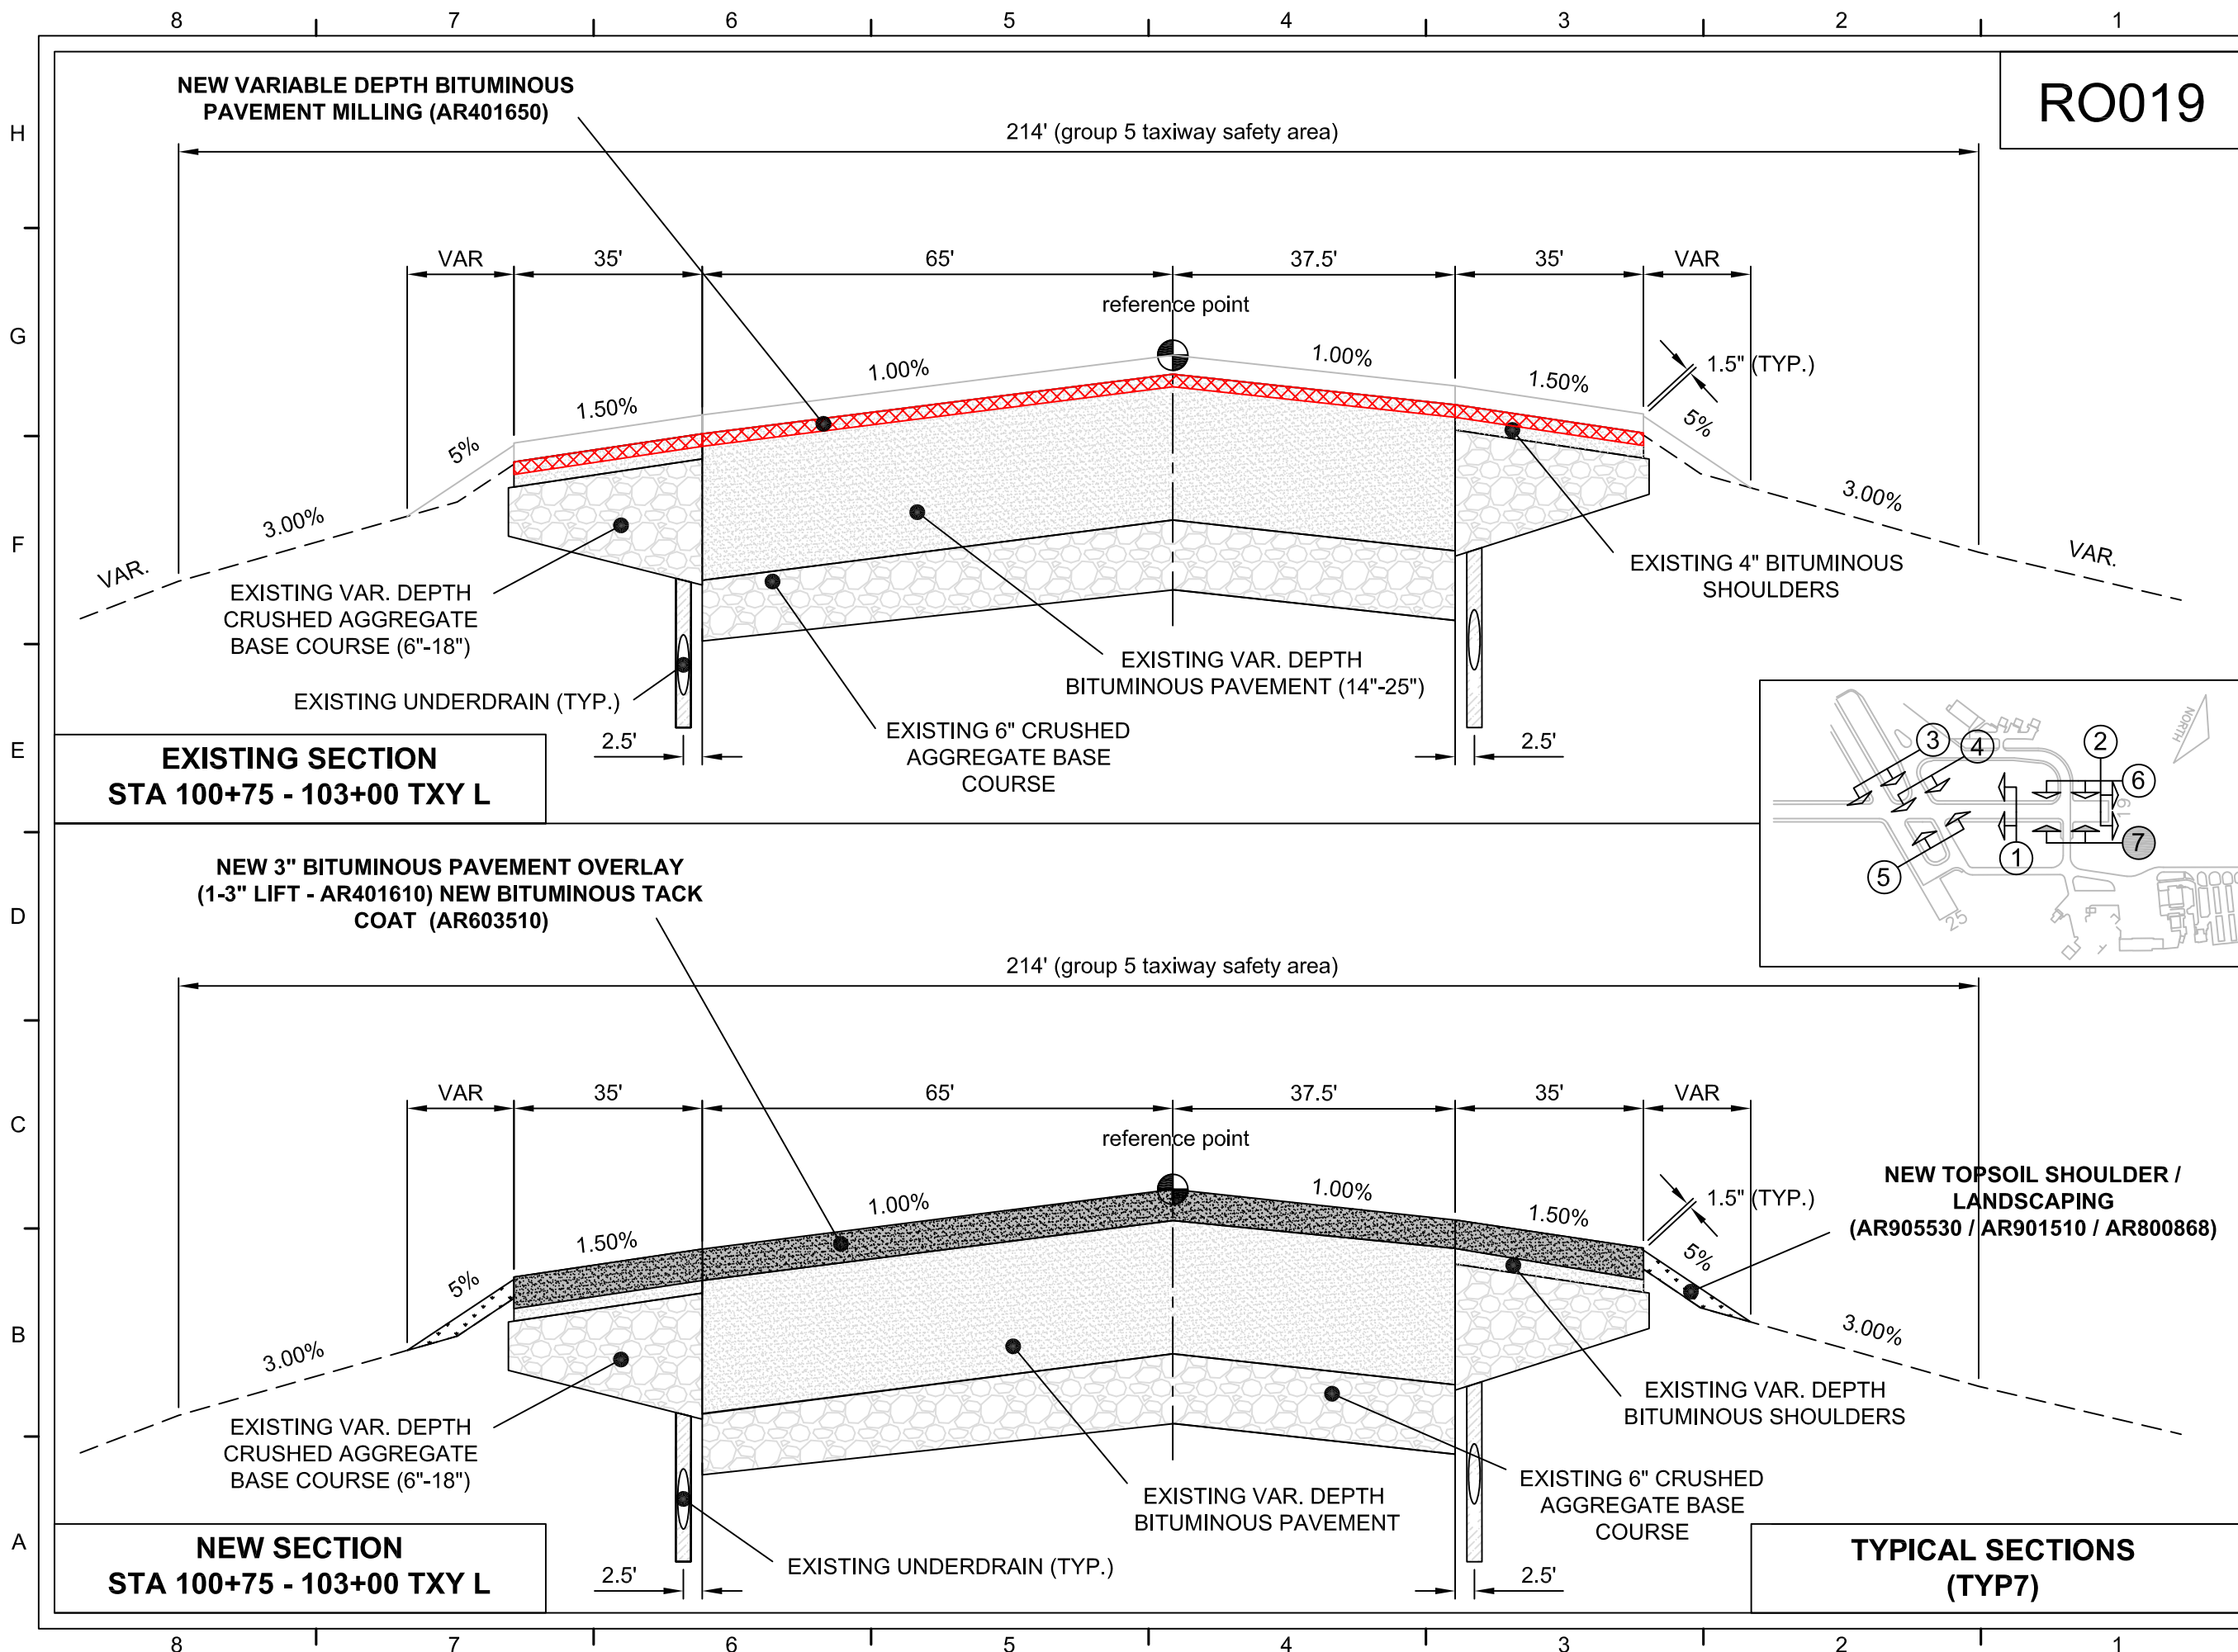 8 7 6 5 4 3 2 1
H
G
F
E
D
C
B
A
RO019
NEW VARIABLE DEPTH BITUMINOUS
PAVEMENT MILLING (AR401650)
214' (group 5 taxiway safety area)
VAR 35' 65' 37.5' 35' VAR
reference point
1.00% 1.00%
1.50% 1.50%
1.5" (TYP.)
5% 5%
3.00% 3.00%
VAR. VAR.
EXISTING VAR. DEPTH
CRUSHED AGGREGATE
BASE COURSE (6"-18")
EXISTING 4" BITUMINOUS
SHOULDERS
EXISTING VAR. DEPTH
BITUMINOUS PAVEMENT (14"-25")
EXISTING UNDERDRAIN (TYP.)
EXISTING 6" CRUSHED
AGGREGATE BASE
COURSE
2.5' 2.5'
EXISTING SECTION
STA 100+75 - 103+00 TXY L
NORTH
3 4 2 6
19
7
1
5
25
NEW 3" BITUMINOUS PAVEMENT OVERLAY
(1-3" LIFT - AR401610) NEW BITUMINOUS TACK
COAT (AR603510)
214' (group 5 taxiway safety area)
VAR 35' 65' 37.5' 35' VAR
reference point
1.00% 1.00%
1.50% 1.50%
1.5" (TYP.)
5% 5%
3.00% 3.00%
NEW TOPSOIL SHOULDER /
LANDSCAPING
(AR905530 / AR901510 / AR800868)
EXISTING VAR. DEPTH
CRUSHED AGGREGATE
BASE COURSE (6"-18")
EXISTING VAR. DEPTH
BITUMINOUS SHOULDERS
EXISTING VAR. DEPTH
BITUMINOUS PAVEMENT
EXISTING 6" CRUSHED
AGGREGATE BASE
COURSE
EXISTING UNDERDRAIN (TYP.)
2.5' 2.5'
NEW SECTION
STA 100+75 - 103+00 TXY L
TYPICAL SECTIONS
(TYP7)
8 7 6 5 4 3 2 1